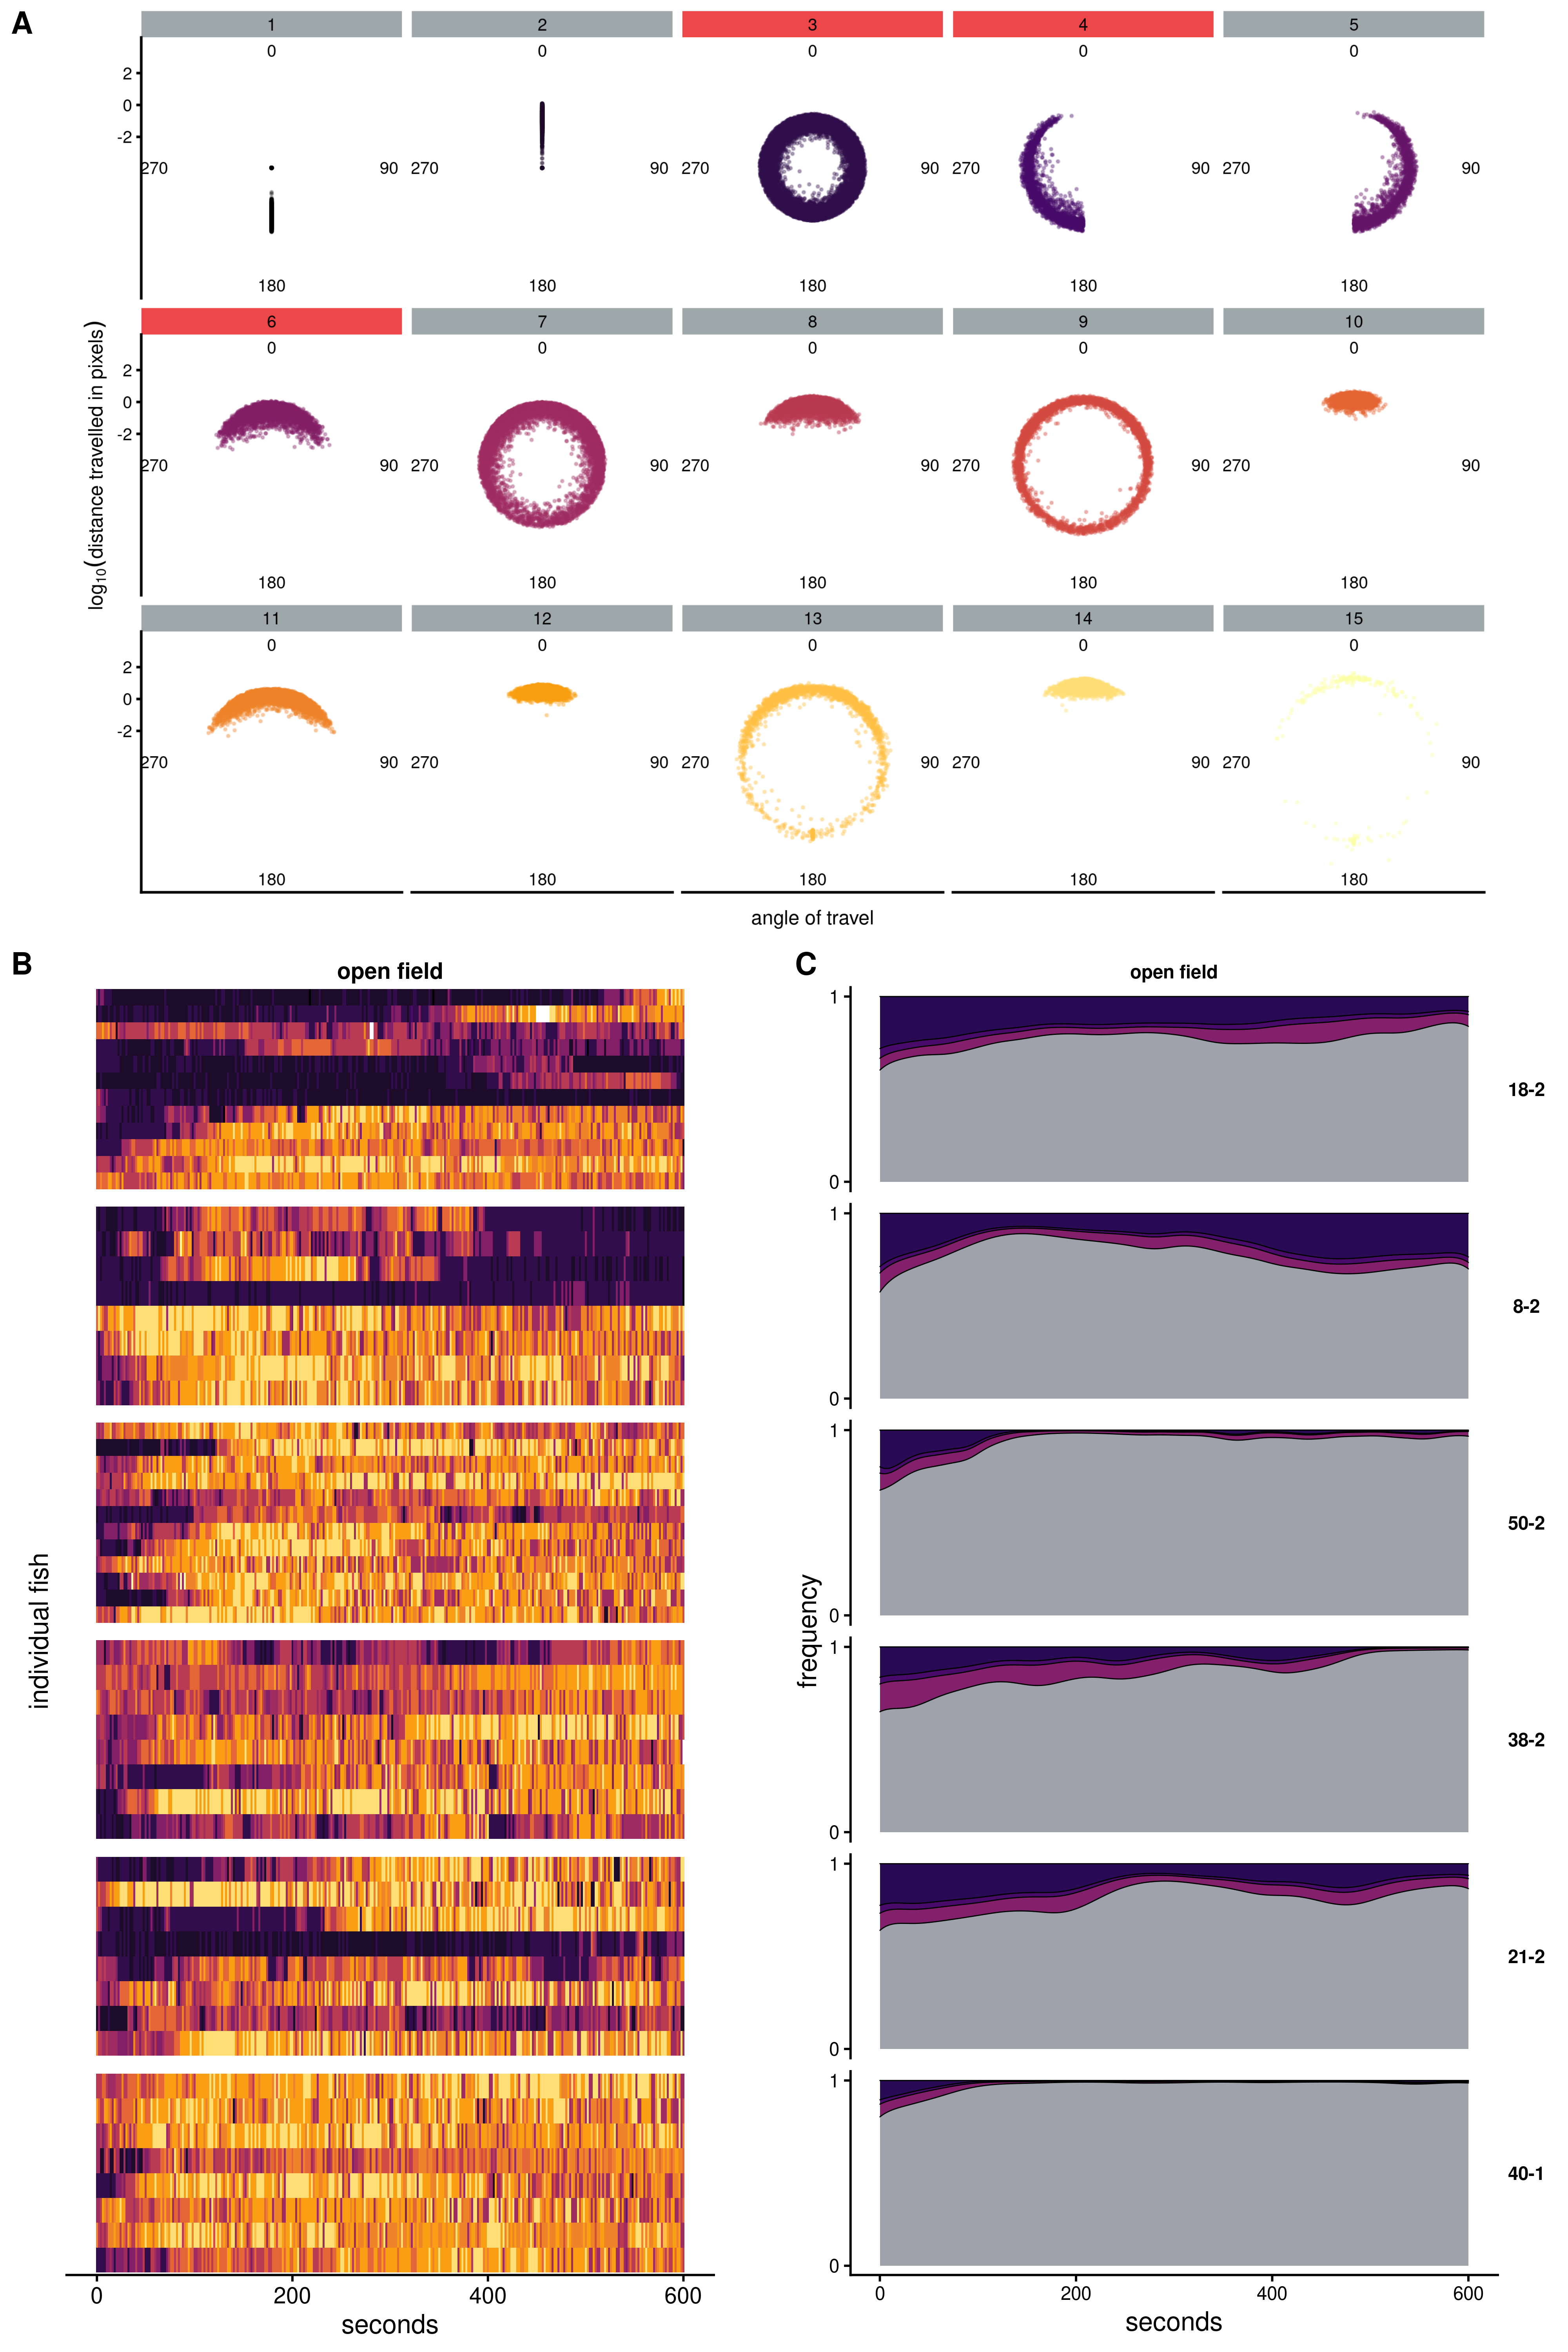 A
1 2 3 4 5
0 0 0 0 0
2
0
-2
270 90 270 90 270 90 270 90 270 90
180 180 180 180 180
6 7 8 9 10
0 0 0 0 0
2
0
-2
270 90 270 90 270 90 270 90 270 90
180 180 180 180 180
11 12 13 14 15
0 0 0 0 0
2
0
-2
270 90 270 90 270 90 270 90 270 90
180 180 180 180 180
log₁₀(distance travelled in pixels)
angle of travel
B
open field
individual fish
0 200 400 600
seconds
C
open field
frequency
1
0
18-2
1
0
8-2
1
0
50-2
1
0
38-2
1
0
21-2
1
0
40-1
0 200 400 600
seconds